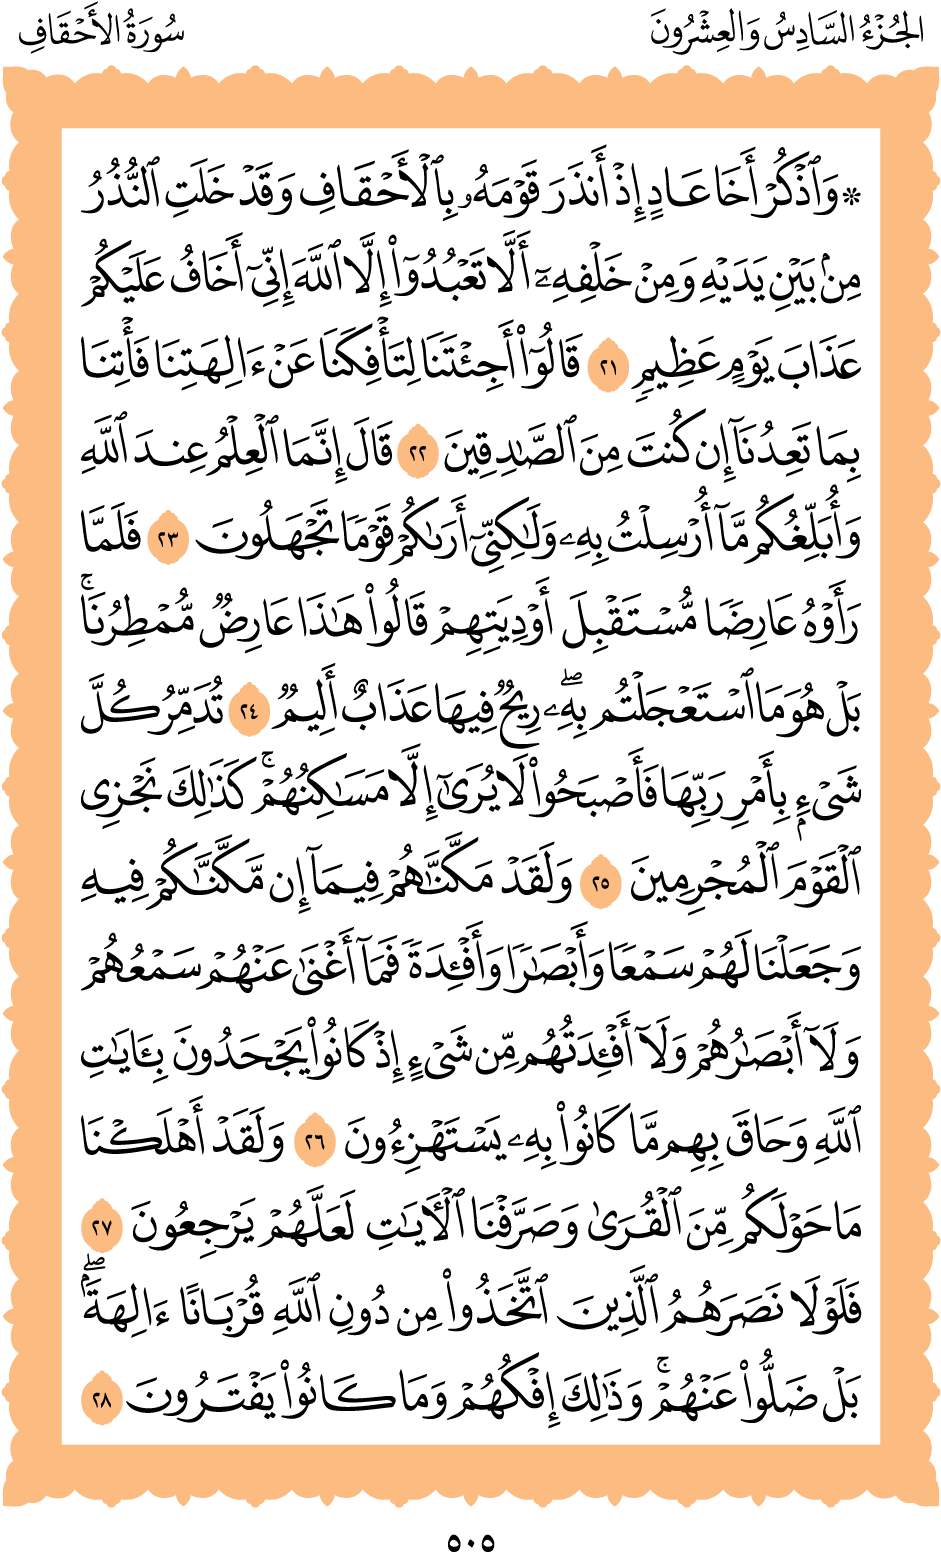 الجُزْءُ السَّادِسُ وَالعِشْرُونَ
سُورَةُ الأَحْقَافِ
۞ وَٱذْكُرْ أَخَا عَادٍ إِذْ أَنذَرَ قَوْمَهُۥ بِٱلْأَحْقَافِ وَقَدْ خَلَتِ ٱلنُّذُرُ
مِنۢ بَيْنِ يَدَيْهِ وَمِنْ خَلْفِهِۦٓ أَلَّا تَعْبُدُوٓا۟ إِلَّا ٱللَّهَ إِنِّىٓ أَخَافُ عَلَيْكُمْ
عَذَابَ يَوْمٍ عَظِيمٍ ٢١ قَالُوٓا۟ أَجِئْتَنَا لِتَأْفِكَنَا عَنْ ءَالِهَتِنَا فَأْتِنَا
بِمَا تَعِدُنَآ إِن كُنتَ مِنَ ٱلصَّٰدِقِينَ ٢٢ قَالَ إِنَّمَا ٱلْعِلْمُ عِندَ ٱللَّهِ
وَأُبَلِّغُكُم مَّآ أُرْسِلْتُ بِهِۦ وَلَٰكِنِّىٓ أَرَىٰكُمْ قَوْمًا تَجْهَلُونَ ٢٣ فَلَمَّا
رَأَوْهُ عَارِضًا مُّسْتَقْبِلَ أَوْدِيَتِهِمْ قَالُوا۟ هَٰذَا عَارِضٌ مُّمْطِرُنَا ۚ
بَلْ هُوَ مَا ٱسْتَعْجَلْتُم بِهِۦ ۖ رِيحٌ فِيهَا عَذَابٌ أَلِيمٌ ٢٤ تُدَمِّرُ كُلَّ
شَىْءٍۭ بِأَمْرِ رَبِّهَا فَأَصْبَحُوا۟ لَا يُرَىٰٓ إِلَّا مَسَٰكِنُهُمْ ۚ كَذَٰلِكَ نَجْزِى
ٱلْقَوْمَ ٱلْمُجْرِمِينَ ٢٥ وَلَقَدْ مَكَّنَّٰهُمْ فِيمَآ إِن مَّكَّنَّٰكُمْ فِيهِ
وَجَعَلْنَا لَهُمْ سَمْعًا وَأَبْصَٰرًا وَأَفْـِٔدَةً فَمَآ أَغْنَىٰ عَنْهُمْ سَمْعُهُمْ
وَلَآ أَبْصَٰرُهُمْ وَلَآ أَفْـِٔدَتُهُم مِّن شَىْءٍ إِذْ كَانُوا۟ يَجْحَدُونَ بِـَٔايَٰتِ
ٱللَّهِ وَحَاقَ بِهِم مَّا كَانُوا۟ بِهِۦ يَسْتَهْزِءُونَ ٢٦ وَلَقَدْ أَهْلَكْنَا
مَا حَوْلَكُم مِّنَ ٱلْقُرَىٰ وَصَرَّفْنَا ٱلْـَٔايَٰتِ لَعَلَّهُمْ يَرْجِعُونَ ٢٧
فَلَوْلَا نَصَرَهُمُ ٱلَّذِينَ ٱتَّخَذُوا۟ مِن دُونِ ٱللَّهِ قُرْبَانًا ءَالِهَةًۢ ۖ
بَلْ ضَلُّوا۟ عَنْهُمْ ۚ وَذَٰلِكَ إِفْكُهُمْ وَمَا كَانُوا۟ يَفْتَرُونَ ٢٨
٥٠٥